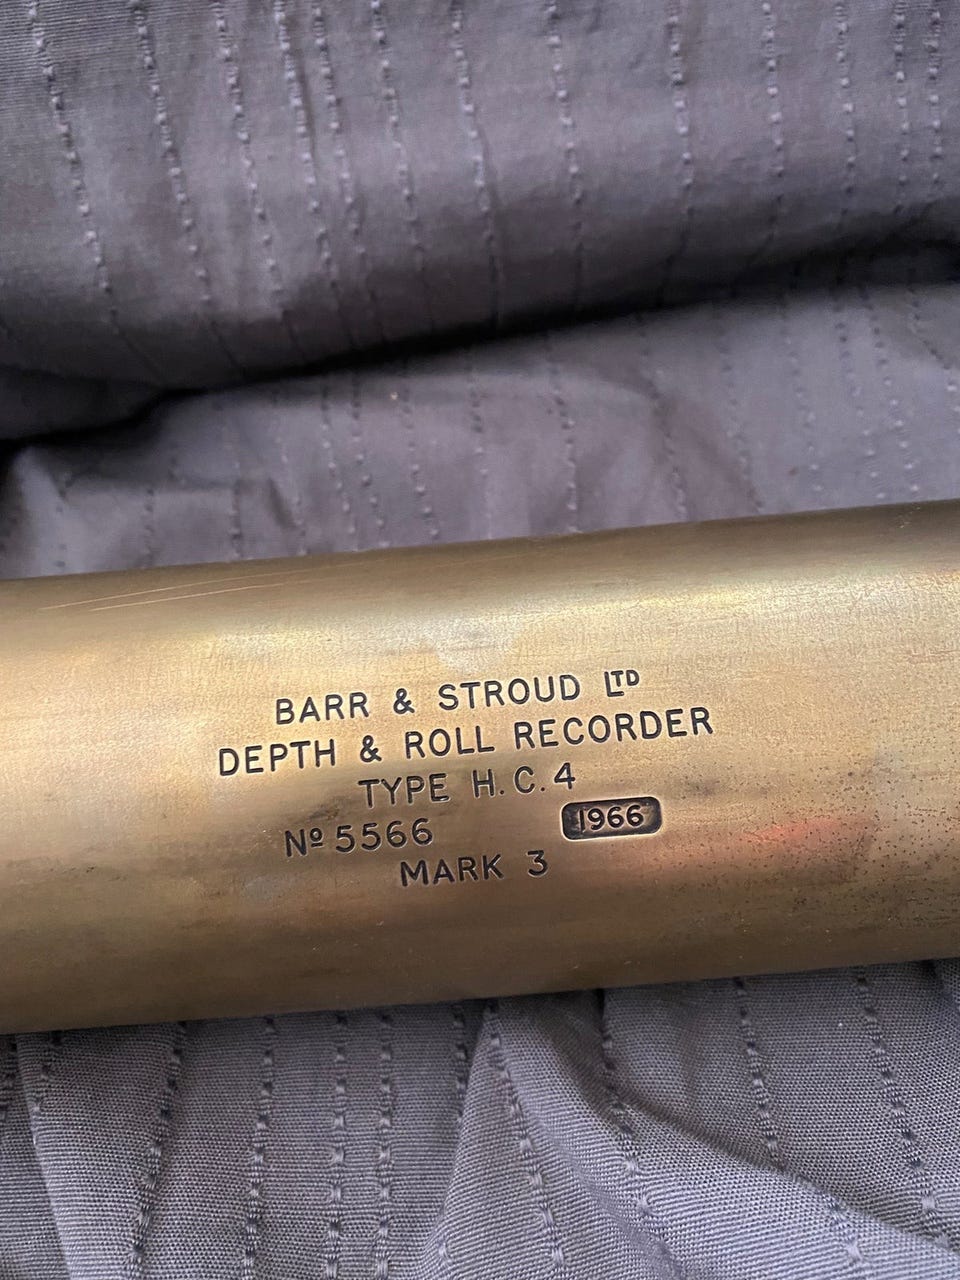 BARR & STROUD LTD
DEPTH & ROLL RECORDER
TYPE H.C.4
Nº 5566 1966
MARK 3